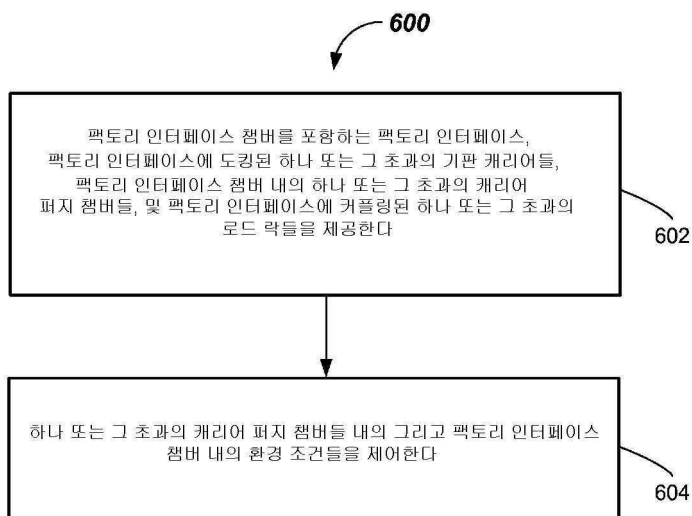 600
팩토리 인터페이스 챔버를 포함하는 팩토리 인터페이스,
팩토리 인터페이스에 도킹된 하나 또는 그 초과의 기판 캐리어들,
팩토리 인터페이스 챔버 내의 하나 또는 그 초과의 캐리어
퍼지 챔버들, 및 팩토리 인터페이스에 커플링된 하나 또는 그 초과의
로드 락들을 제공한다
602
하나 또는 그 초과의 캐리어 퍼지 챔버들 내의 그리고 팩토리 인터페이스
챔버 내의 환경 조건들을 제어한다
604